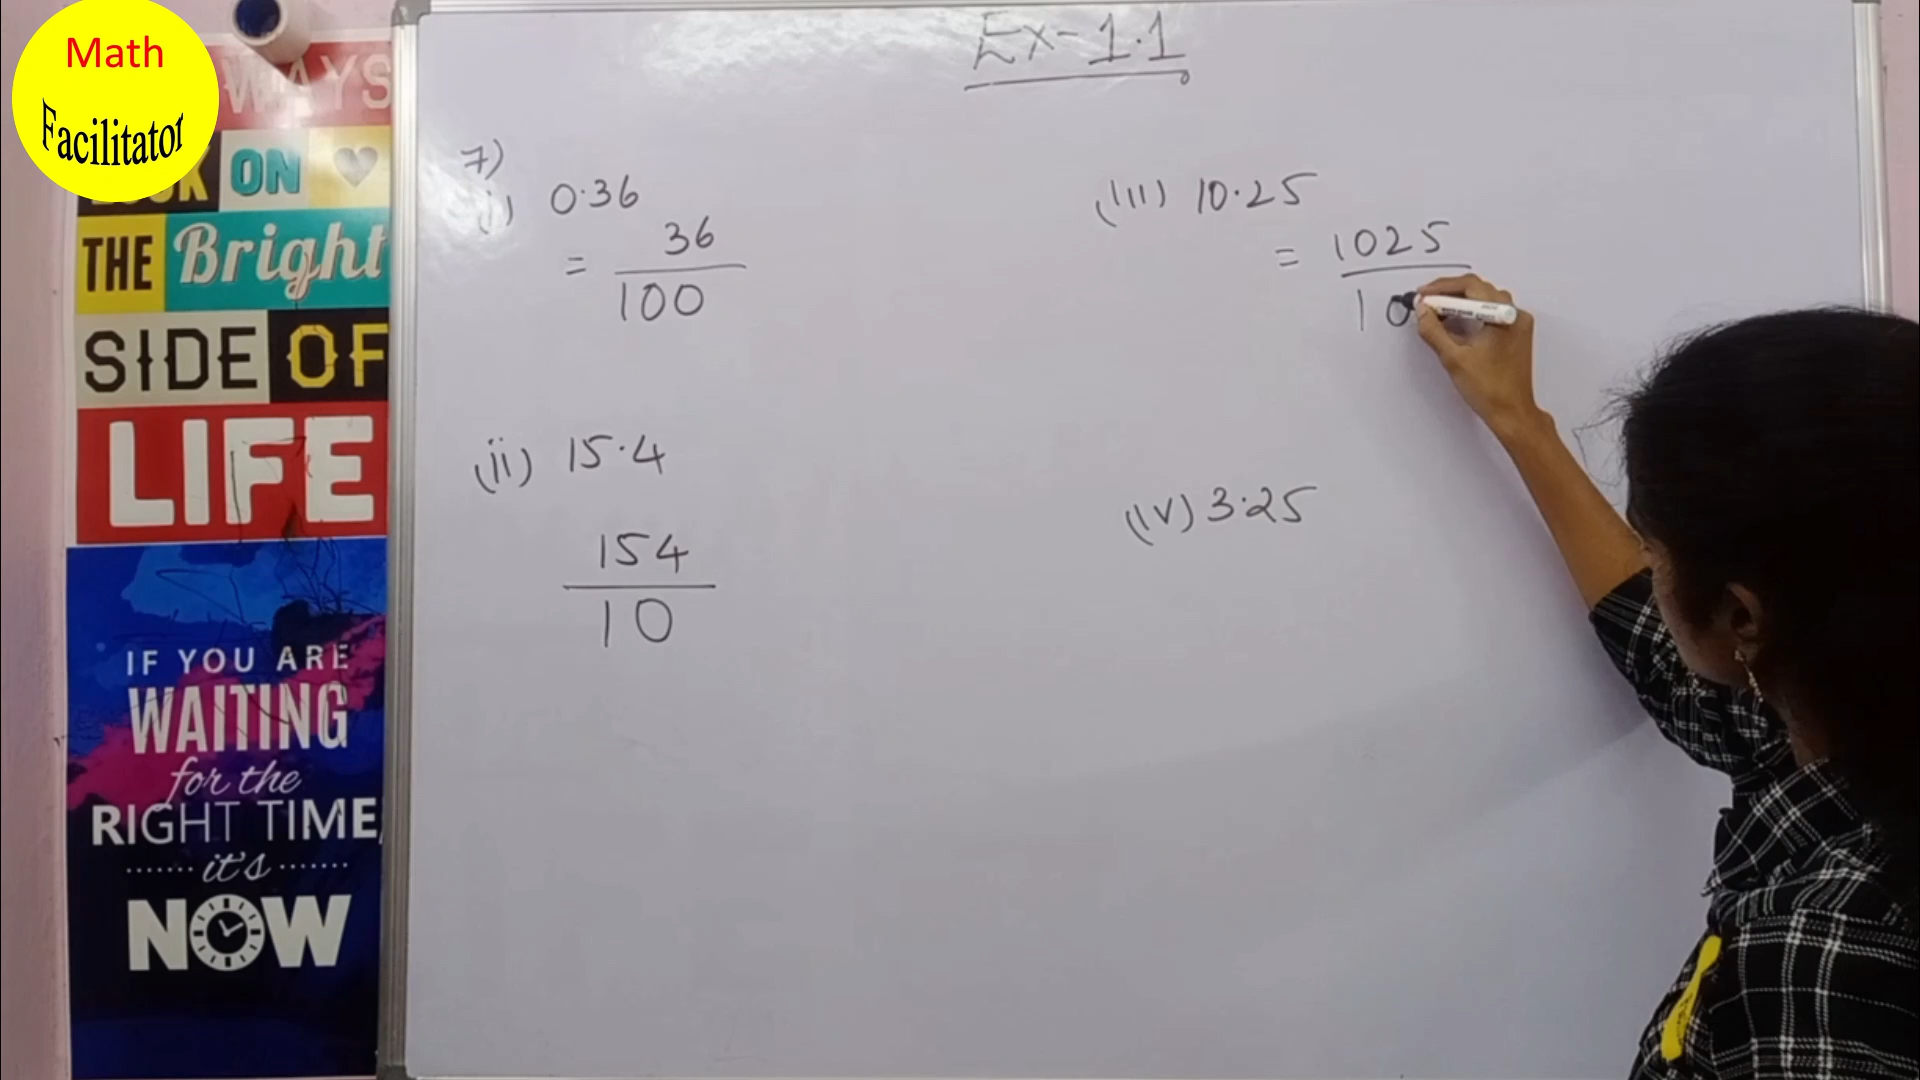 Math
Facilitator
WAYS
LOOK ON
THE Bright
SIDE OF
LIFE
IF YOU ARE
WAITING
for the
RIGHT TIME,
it's
NOW
Ex-1.1
7)
(i) 0.36
= 36
100
(ii) 15.4
154
10
(iii) 10.25
= 1025
10
(iv) 3.25